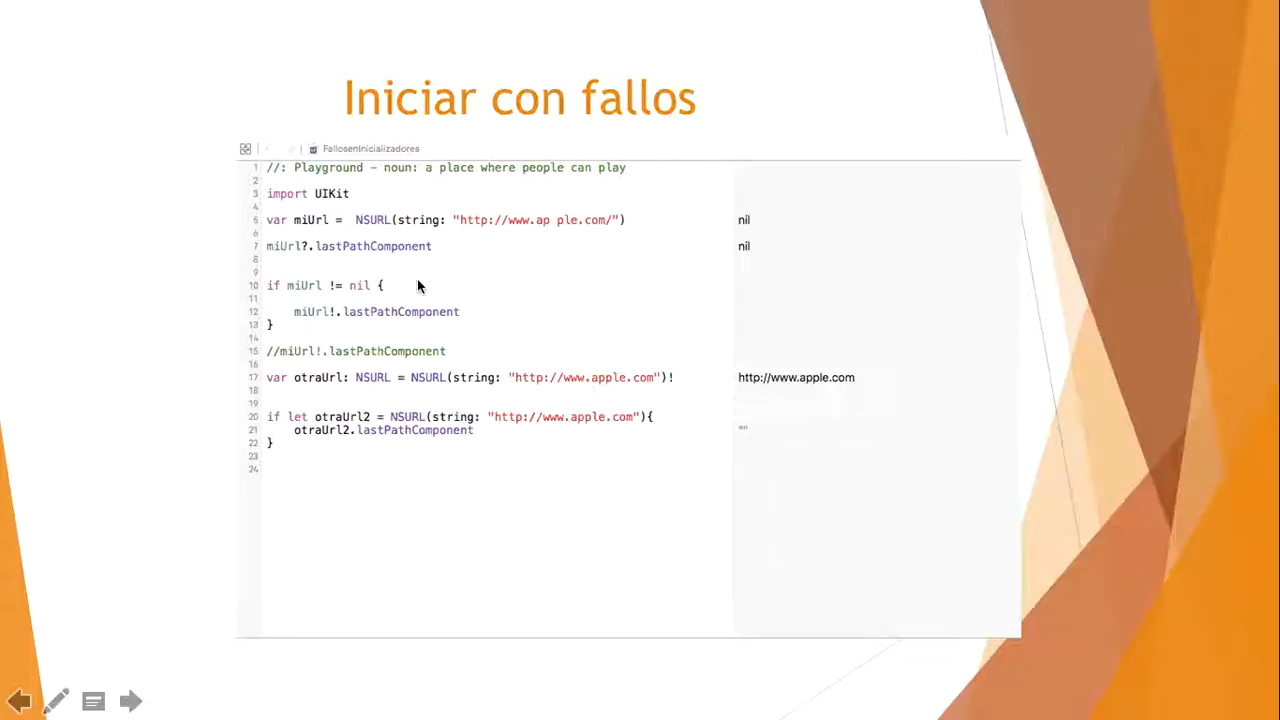 Iniciar con fallos
FallosenInicializadores
1 //: Playground - noun: a place where people can play
2
3 import UIKit
4
5 var miUrl = NSURL(string: "http://www.ap ple.com/") nil
6
7 miUrl?.lastPathComponent nil
8
9
10 if miUrl != nil {
11
12 miUrl!.lastPathComponent
13 }
14
15 //miUrl!.lastPathComponent
16
17 var otraUrl: NSURL = NSURL(string: "http://www.apple.com")! http://www.apple.com
18
19
20 if let otraUrl2 = NSURL(string: "http://www.apple.com"){
21 otraUrl2.lastPathComponent ""
22 }
23
24